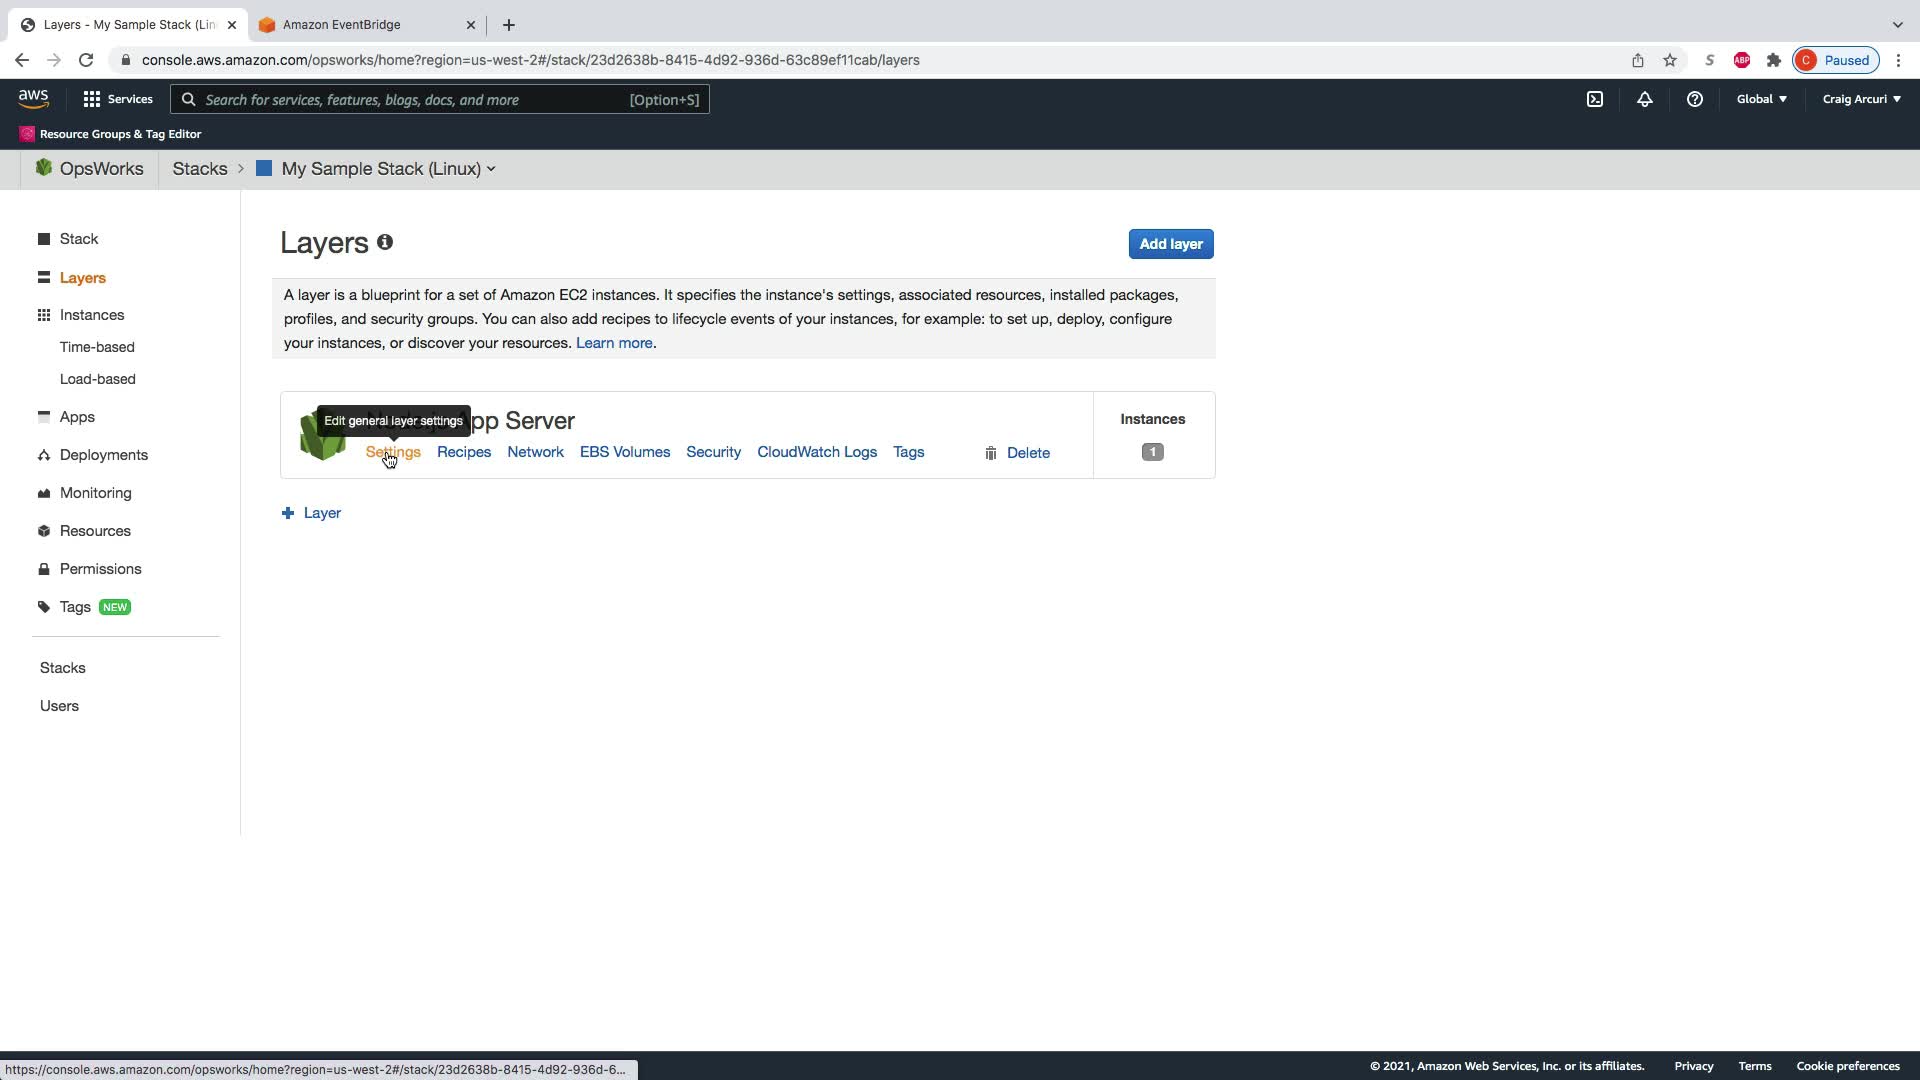 Layers - My Sample Stack (Lin
Amazon EventBridge
console.aws.amazon.com/opsworks/home?region=us-west-2#/stack/23d2638b-8415-4d92-936d-63c89ef11cab/layers
S
ABP
C
Paused
aws
Services
Search for services, features, blogs, docs, and more
[Option+S]
Global
Craig Arcuri
Resource Groups & Tag Editor
OpsWorks
Stacks
My Sample Stack (Linux)
Stack
Layers
Instances
Time-based
Load-based
Apps
Deployments
Monitoring
Resources
Permissions
Tags NEW
Stacks
Users
Layers
Add layer
A layer is a blueprint for a set of Amazon EC2 instances. It specifies the instance's settings, associated resources, installed packages,
profiles, and security groups. You can also add recipes to lifecycle events of your instances, for example: to set up, deploy, configure
your instances, or discover your resources. Learn more.
App Server
Edit general layer settings
Settings Recipes Network EBS Volumes Security CloudWatch Logs Tags
Delete
Instances
1
Layer
https://console.aws.amazon.com/opsworks/home?region=us-west-2#/stack/23d2638b-8415-4d92-936d-6...
© 2021, Amazon Web Services, Inc. or its affiliates.
Privacy
Terms
Cookie preferences